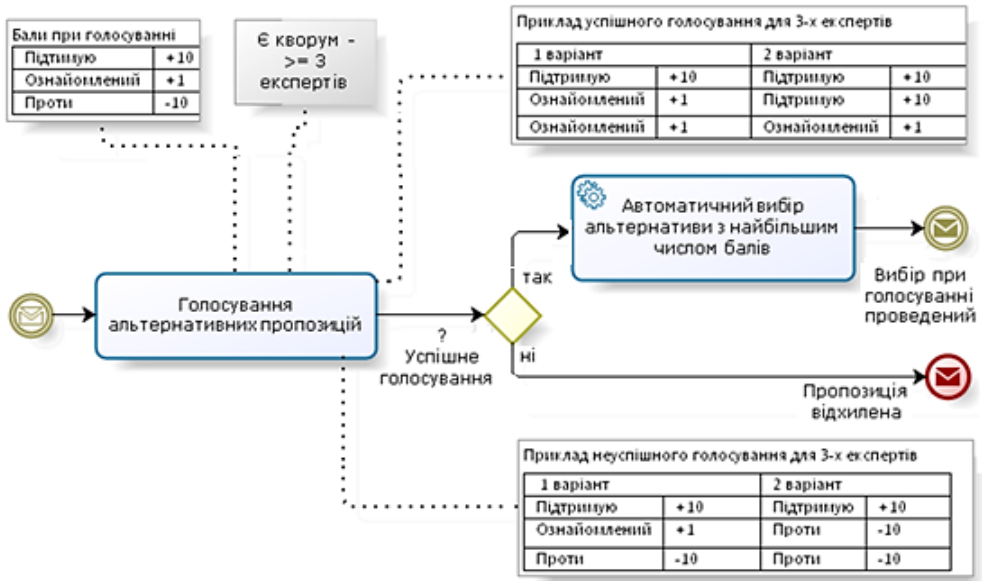 Бали при голосуванні
Підтимую +10
Ознайомлений +1
Проти -10
Є кворум -
>= 3
експертів
Приклад успішного голосування для 3-х експертів
1 варіант 2 варіант
Підтримую +10 Підтримую +10
Ознайомлений +1 Підтримую +10
Ознайомлений +1 Ознайомлений +1
Автоматичний вибір
альтернативи з найбільшим
числом балів
Вибір при
голосуванні
проведений
так
Голосування
альтернативних пропозицій
?
Успішне
голосування
ні
Пропозиція
відхилена
Приклад неуспішного голосування для 3-х експертів
1 варіант 2 варіант
Підтримую +10 Підтримую +10
Ознайомлений +1 Проти -10
Проти -10 Проти -10